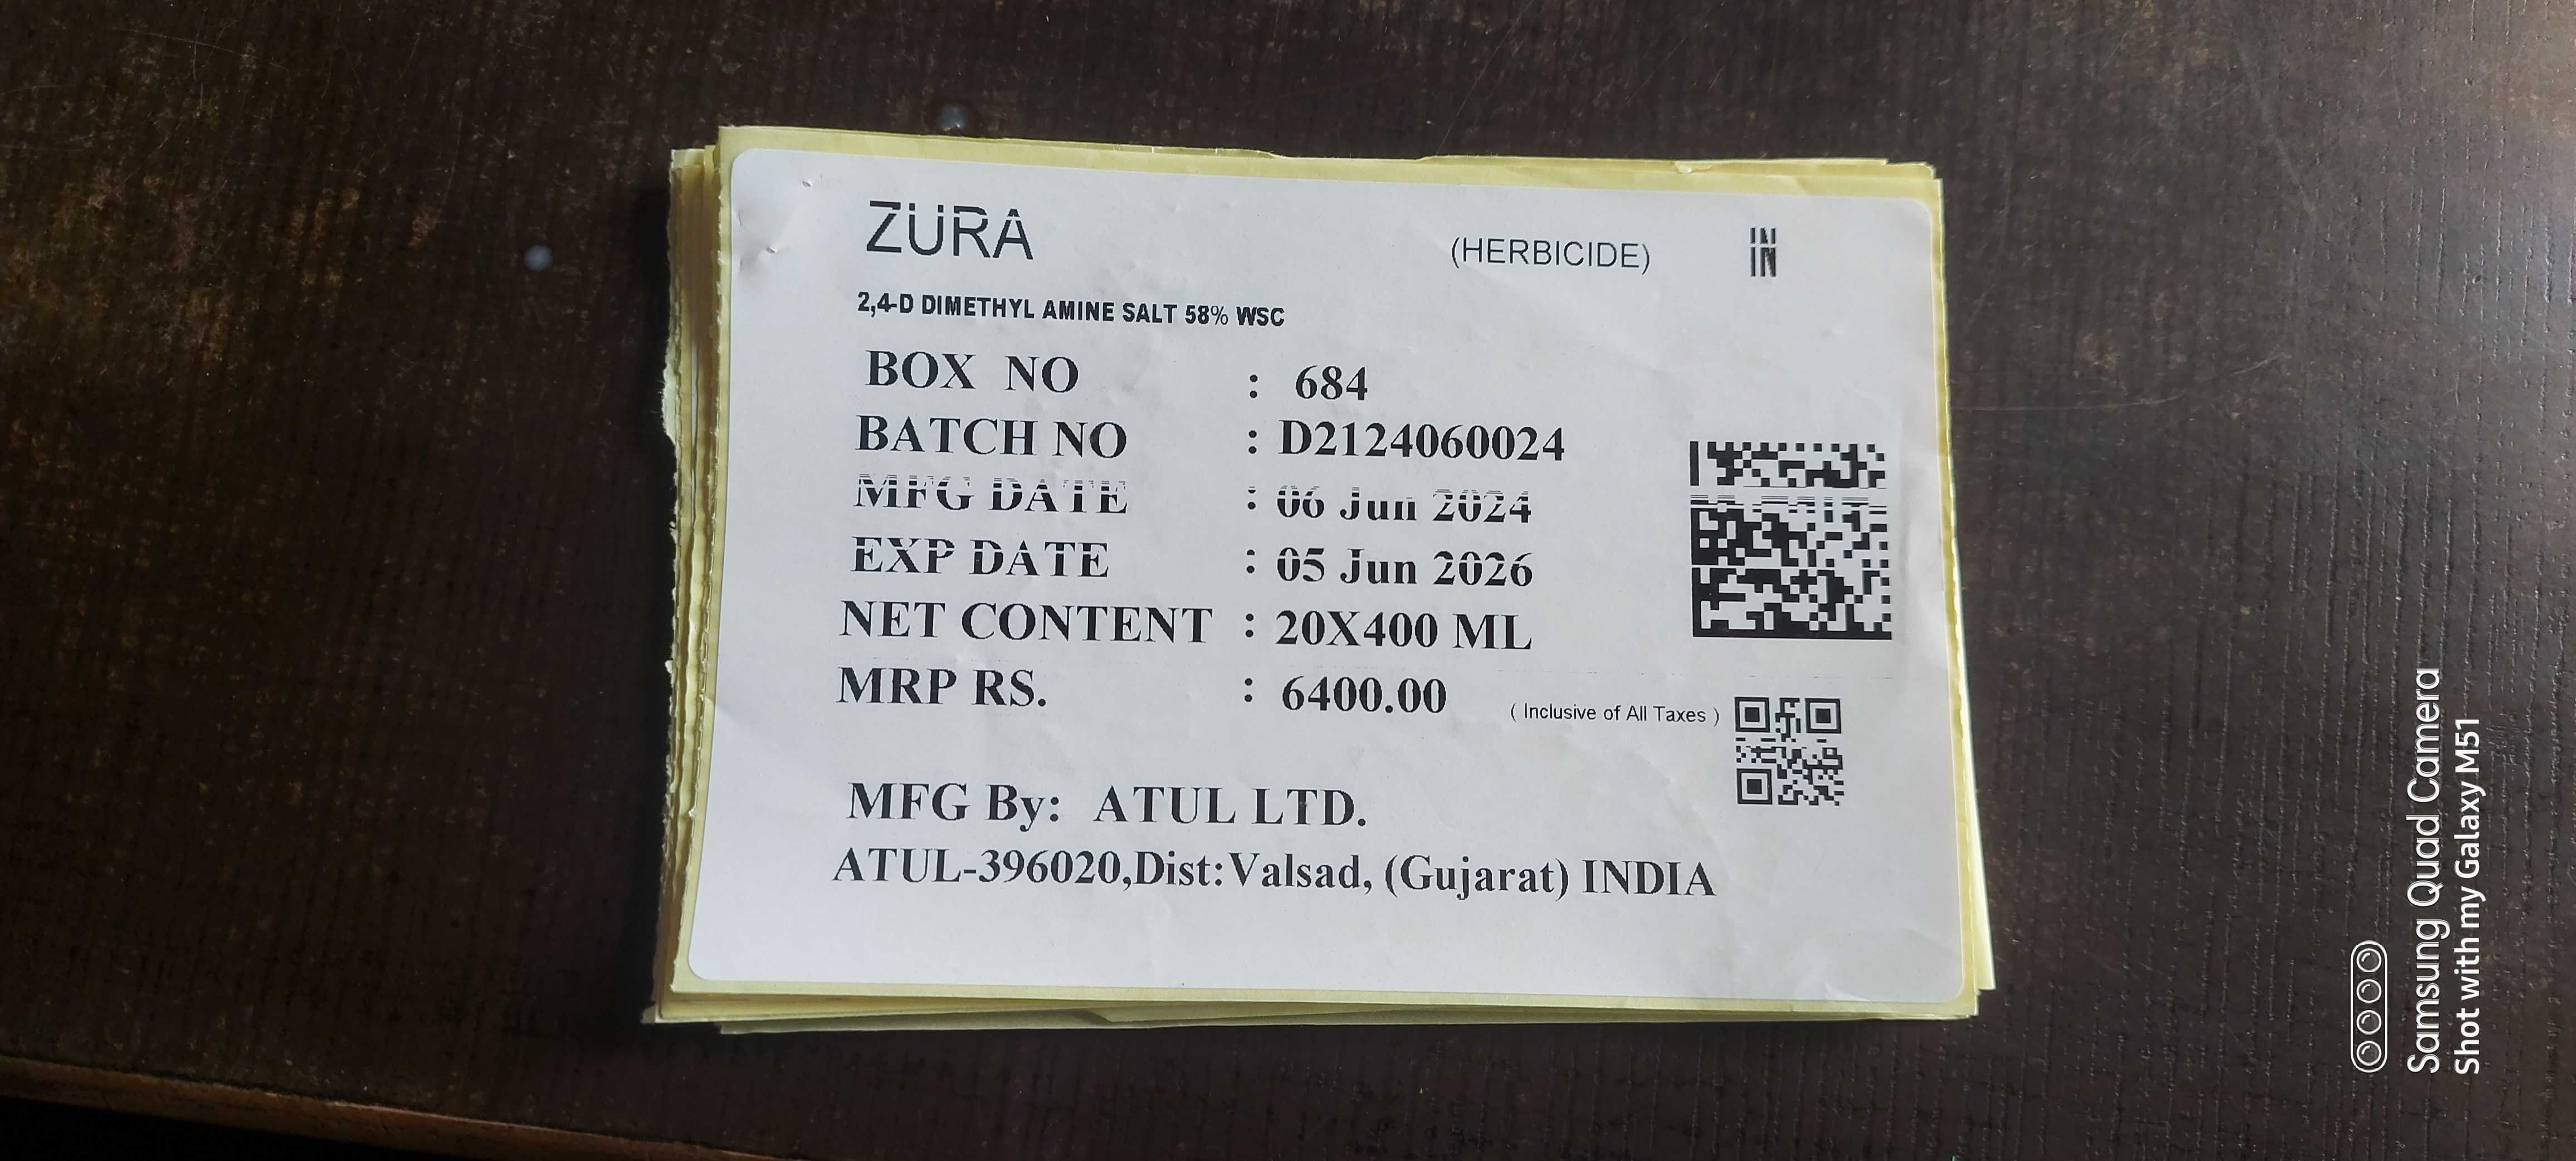 ZURA (HERBICIDE) IN
2,4-D DIMETHYL AMINE SALT 58% WSC
BOX NO : 684
BATCH NO : D2124060024
MFG DATE : 06 Jun 2024
EXP DATE : 05 Jun 2026
NET CONTENT : 20X400 ML
MRP RS. : 6400.00 ( Inclusive of All Taxes )
MFG By: ATUL LTD.
ATUL-396020,Dist:Valsad, (Gujarat) INDIA
Samsung Quad Camera
Shot with my Galaxy M51